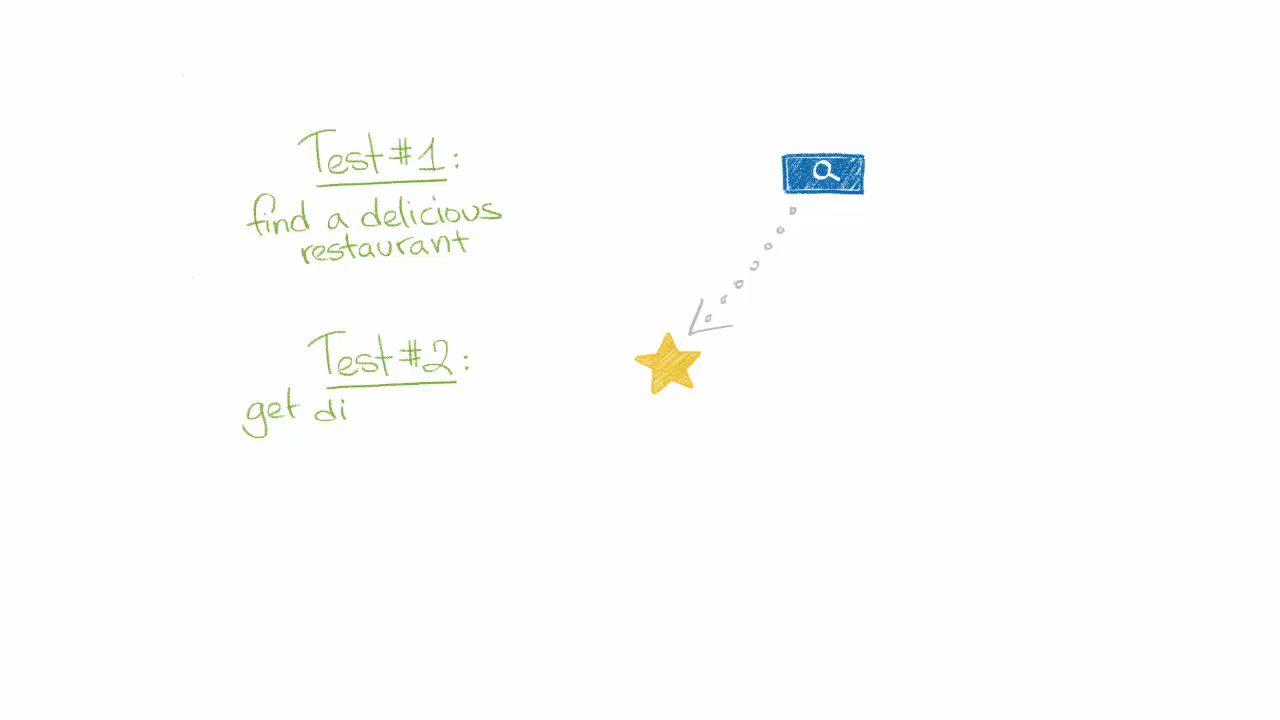 Test #1:
find a delicious
restaurant
Test #2:
get di